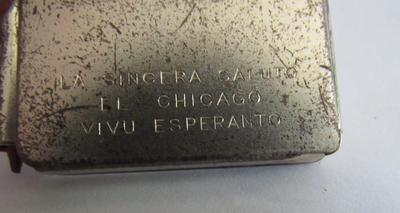 LA SINCERA SALUTO
EL CHICAGO
VIVU ESPERANTO